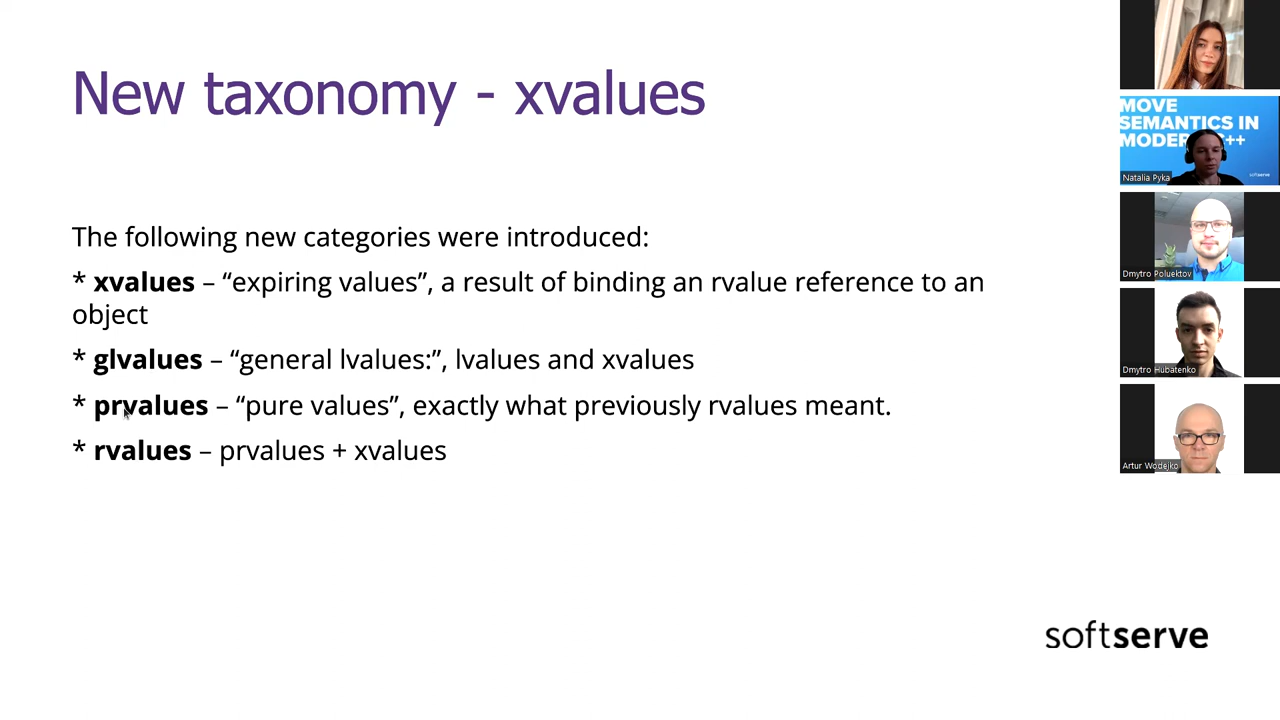 New taxonomy - xvalues
The following new categories were introduced:
* xvalues – “expiring values”, a result of binding an rvalue reference to an
object
* glvalues – “general lvalues:”, lvalues and xvalues
* prvalues – “pure values”, exactly what previously rvalues meant.
* rvalues – prvalues + xvalues
softserve
MOVE
SEMANTICS IN
MODER C++
softserve
Natalia Pyka
Dmytro Poluektov
Dmytro Hubatenko
Artur Wodejko